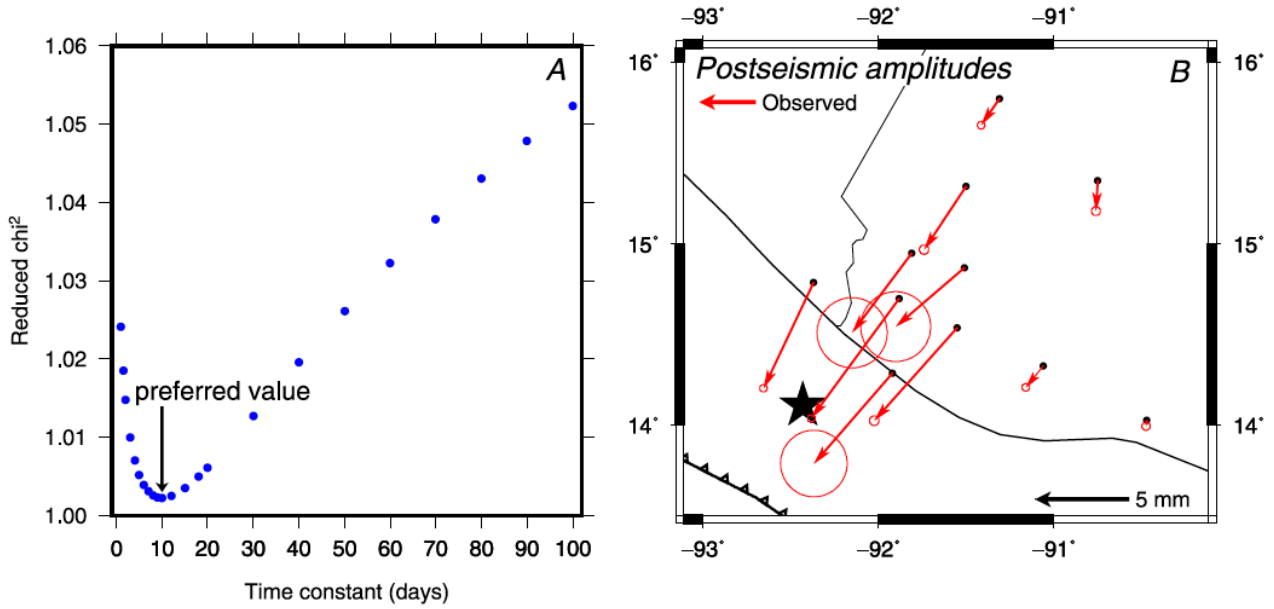 1.06
1.05
1.04
1.03
1.02
1.01
1.00
Reduced chi²
A
preferred value
0 10 20 30 40 50 60 70 80 90 100
Time constant (days)
−93˚ −92˚ −91˚
16˚ 16˚
15˚ 15˚
14˚ 14˚
Postseismic amplitudes B
Observed
5 mm
−93˚ −92˚ −91˚